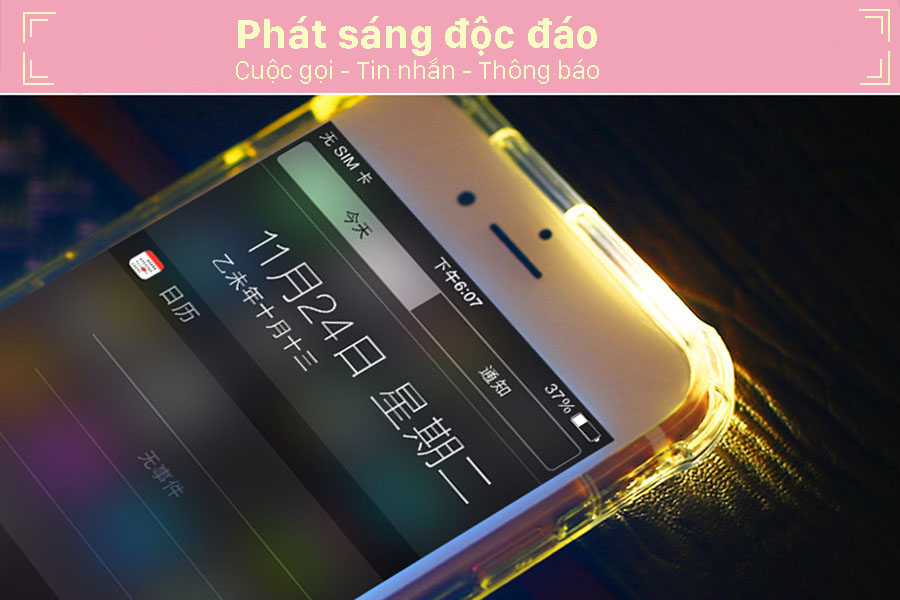 Phát sáng độc đáo
Cuộc gọi - Tin nhắn - Thông báo
无 SIM 卡
下午6:07
37%
今天
通知
11月24日 星期二
乙未年十月十三
日历
无事件